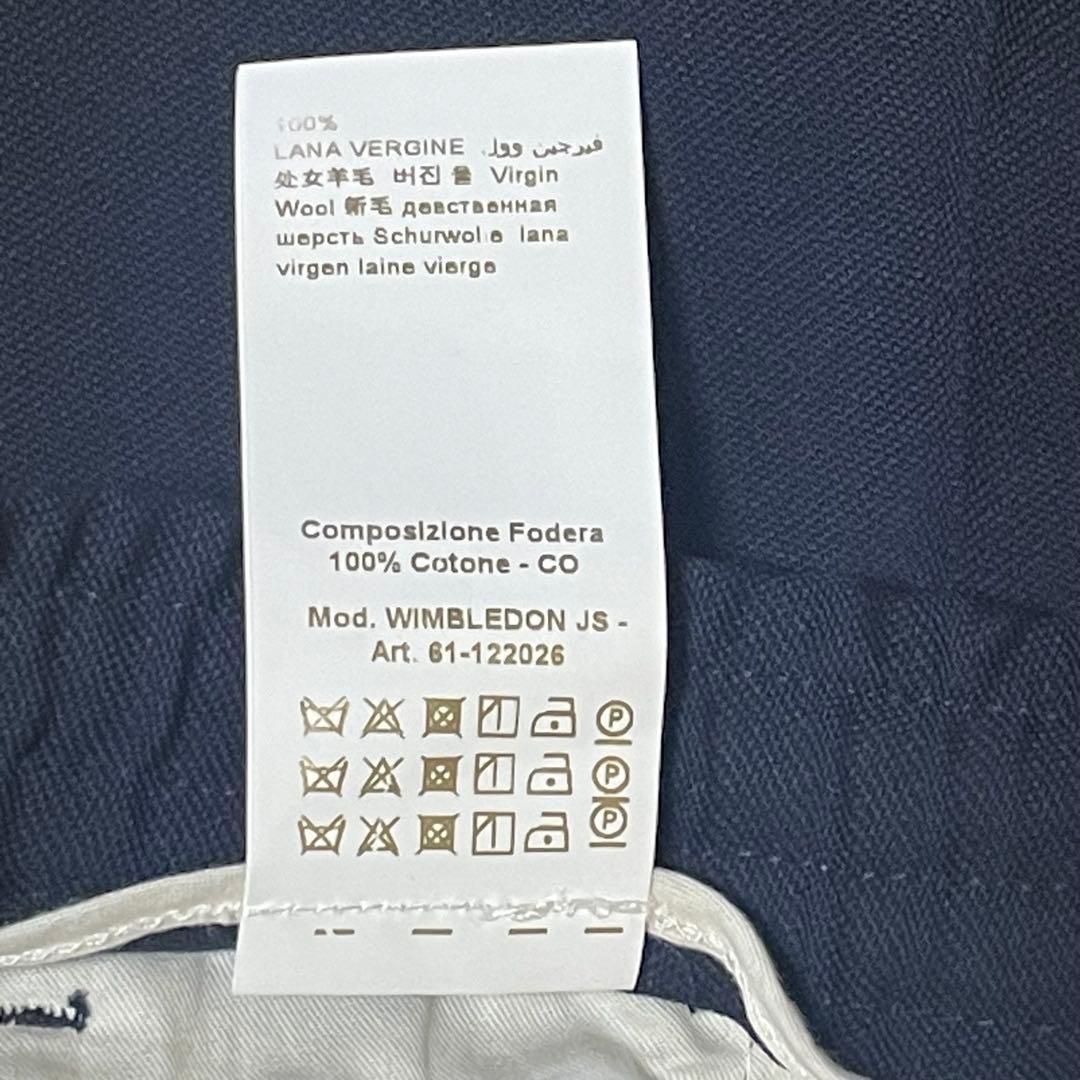 100%
LANA VERGINE فيرجين وول.
处女羊毛 버진 울 Virgin
Wool 新毛 девственная
шерсть Schurwolle lana
virgen laine vierge
Composizione Fodera
100% Cotone - CO
Mod. WIMBLEDON JS -
Art. 61-122026
P
P
P